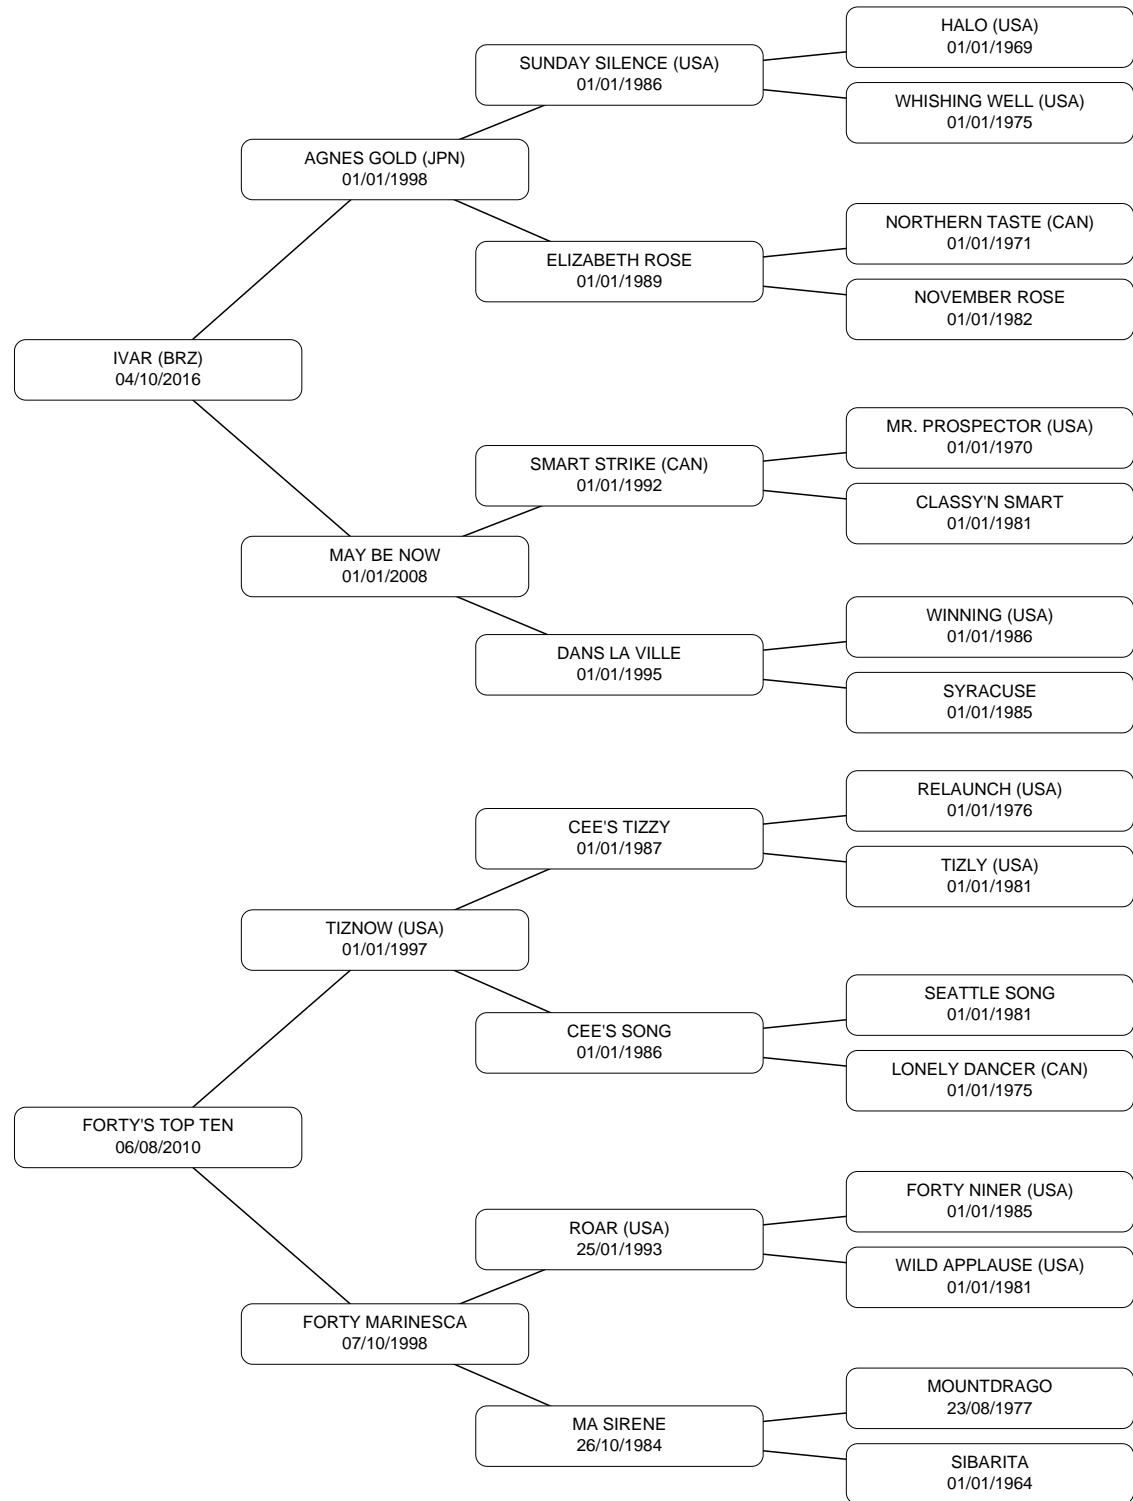 HALO (USA)
01/01/1969
SUNDAY SILENCE (USA)
01/01/1986
WHISHING WELL (USA)
01/01/1975
AGNES GOLD (JPN)
01/01/1998
NORTHERN TASTE (CAN)
01/01/1971
ELIZABETH ROSE
01/01/1989
NOVEMBER ROSE
01/01/1982
IVAR (BRZ)
04/10/2016
MR. PROSPECTOR (USA)
01/01/1970
SMART STRIKE (CAN)
01/01/1992
CLASSY'N SMART
01/01/1981
MAY BE NOW
01/01/2008
WINNING (USA)
01/01/1986
DANS LA VILLE
01/01/1995
SYRACUSE
01/01/1985
RELAUNCH (USA)
01/01/1976
CEE'S TIZZY
01/01/1987
TIZLY (USA)
01/01/1981
TIZNOW (USA)
01/01/1997
SEATTLE SONG
01/01/1981
CEE'S SONG
01/01/1986
LONELY DANCER (CAN)
01/01/1975
FORTY'S TOP TEN
06/08/2010
FORTY NINER (USA)
01/01/1985
ROAR (USA)
25/01/1993
WILD APPLAUSE (USA)
01/01/1981
FORTY MARINESCA
07/10/1998
MOUNTDRAGO
23/08/1977
MA SIRENE
26/10/1984
SIBARITA
01/01/1964